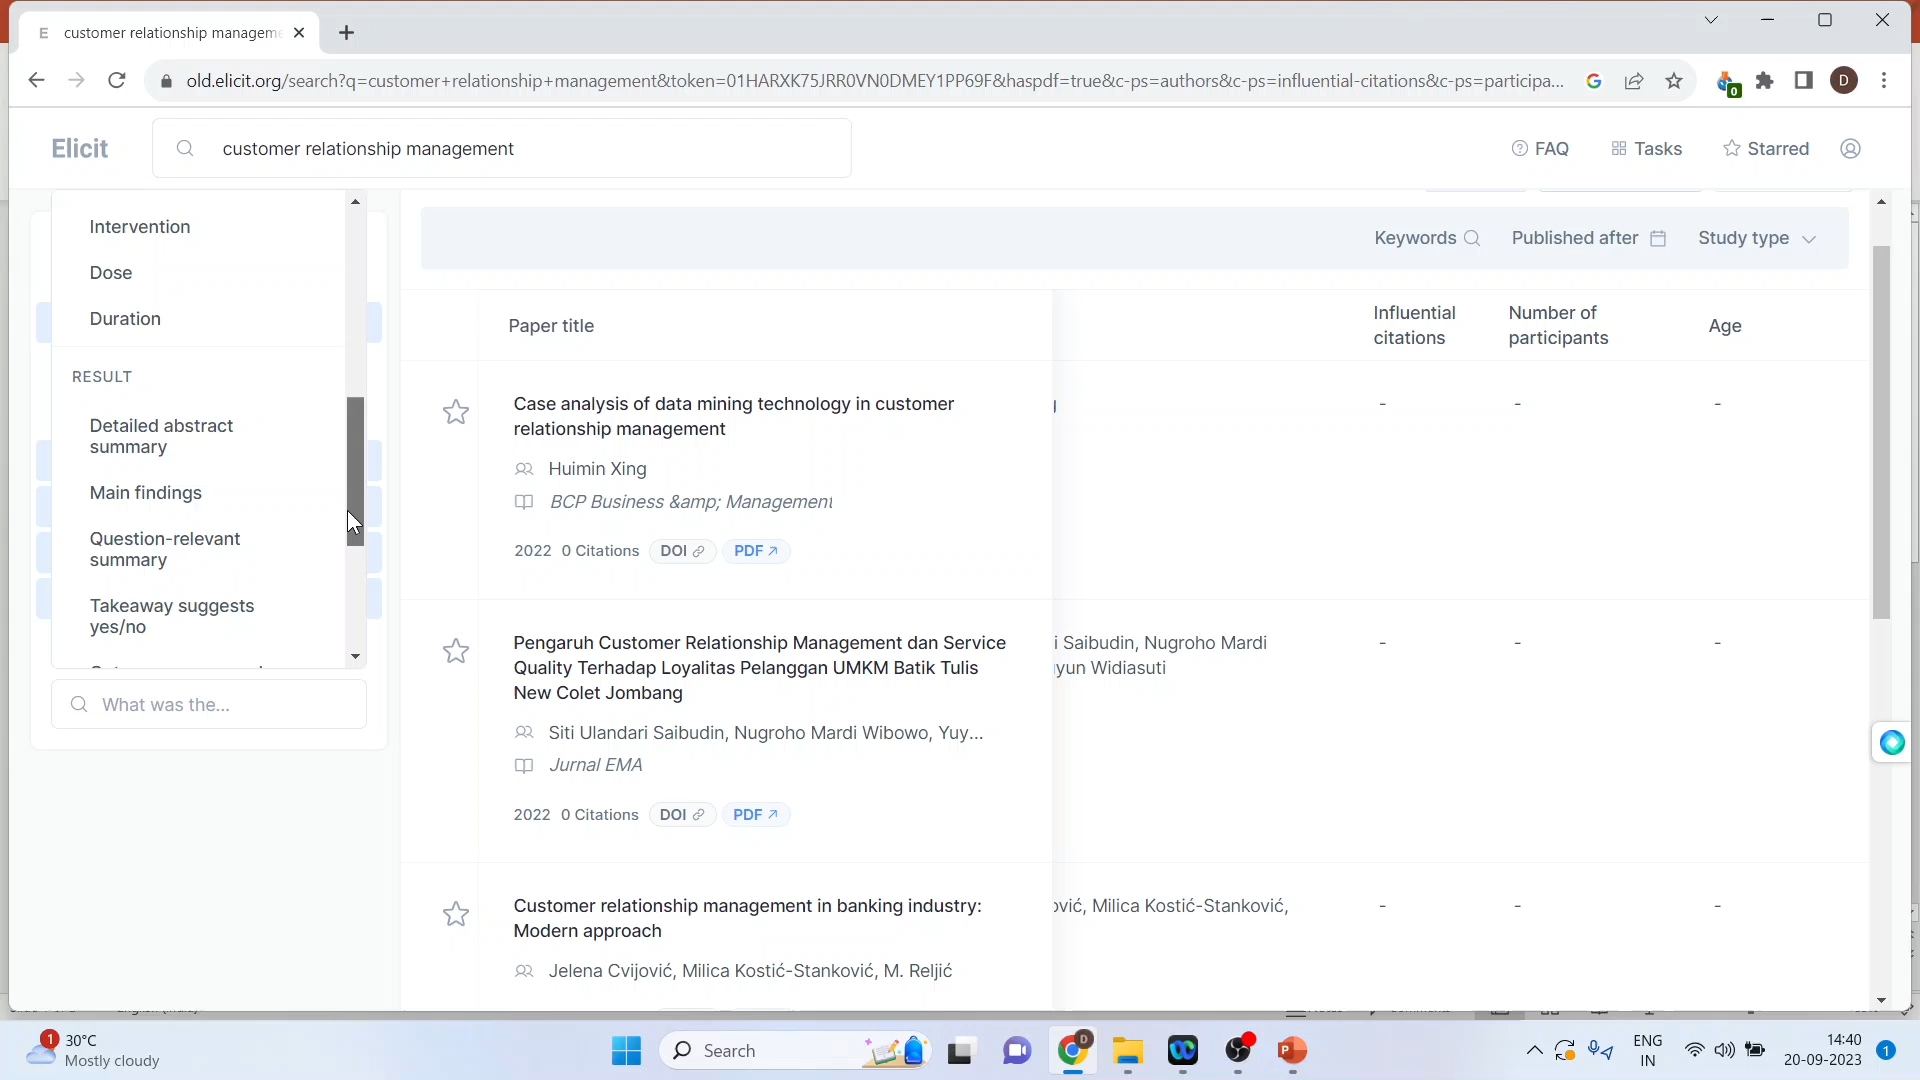 E customer relationship managem
old.elicit.org/search?q=customer+relationship+management&token=01HARXK75JRR0VN0DMEY1PP69F&haspdf=true&c-ps=authors&c-ps=influential-citations&c-ps=participa...
0
D
Elicit
customer relationship management
FAQ
Tasks
Starred
Intervention
Dose
Duration
RESULT
Detailed abstract
summary
Main findings
Question-relevant
summary
Takeaway suggests
yes/no
What was the...
Keywords
Published after
Study type
Paper title
Influential
citations
Number of
participants
Age
Case analysis of data mining technology in customer
relationship management
Huimin Xing
BCP Business &amp; Management
2022 0 Citations DOI PDF
- - -
Pengaruh Customer Relationship Management dan Service
Quality Terhadap Loyalitas Pelanggan UMKM Batik Tulis
New Colet Jombang
Siti Ulandari Saibudin, Nugroho Mardi Wibowo, Yuy...
Jurnal EMA
2022 0 Citations DOI PDF
i Saibudin, Nugroho Mardi
yun Widiasuti
- - -
Customer relationship management in banking industry:
Modern approach
Jelena Cvijović, Milica Kostić-Stanković, M. Reljić
ović, Milica Kostić-Stanković,
- - -
1
30°C
Mostly cloudy
Search
D
ENG
IN
14:40
20-09-2023
1